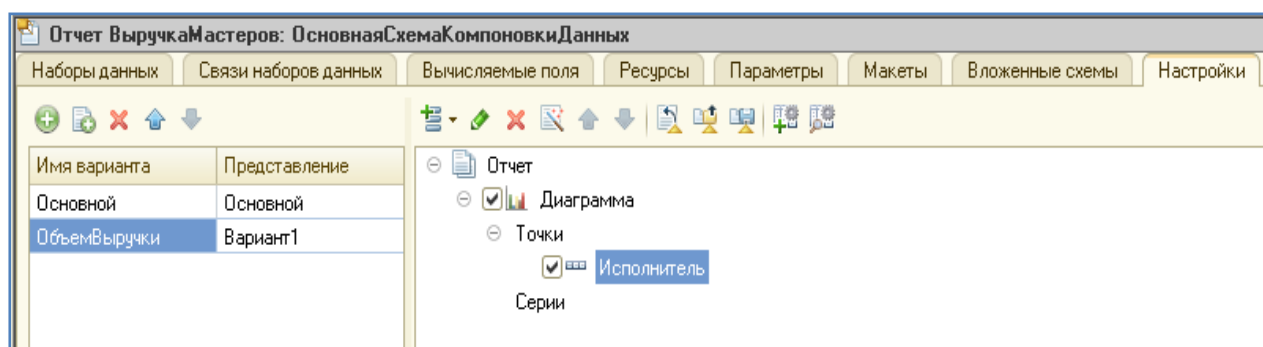 Отчет ВыручкаМастеров: ОсновнаяСхемаКомпоновкиДанных
Наборы данных Связи наборов данных Вычисляемые поля Ресурсы Параметры Макеты Вложенные схемы Настройки
Имя варианта Представление
Основной Основной
ОбъемВыручки Вариант1
Отчет
Диаграмма
Точки
Исполнитель
Серии